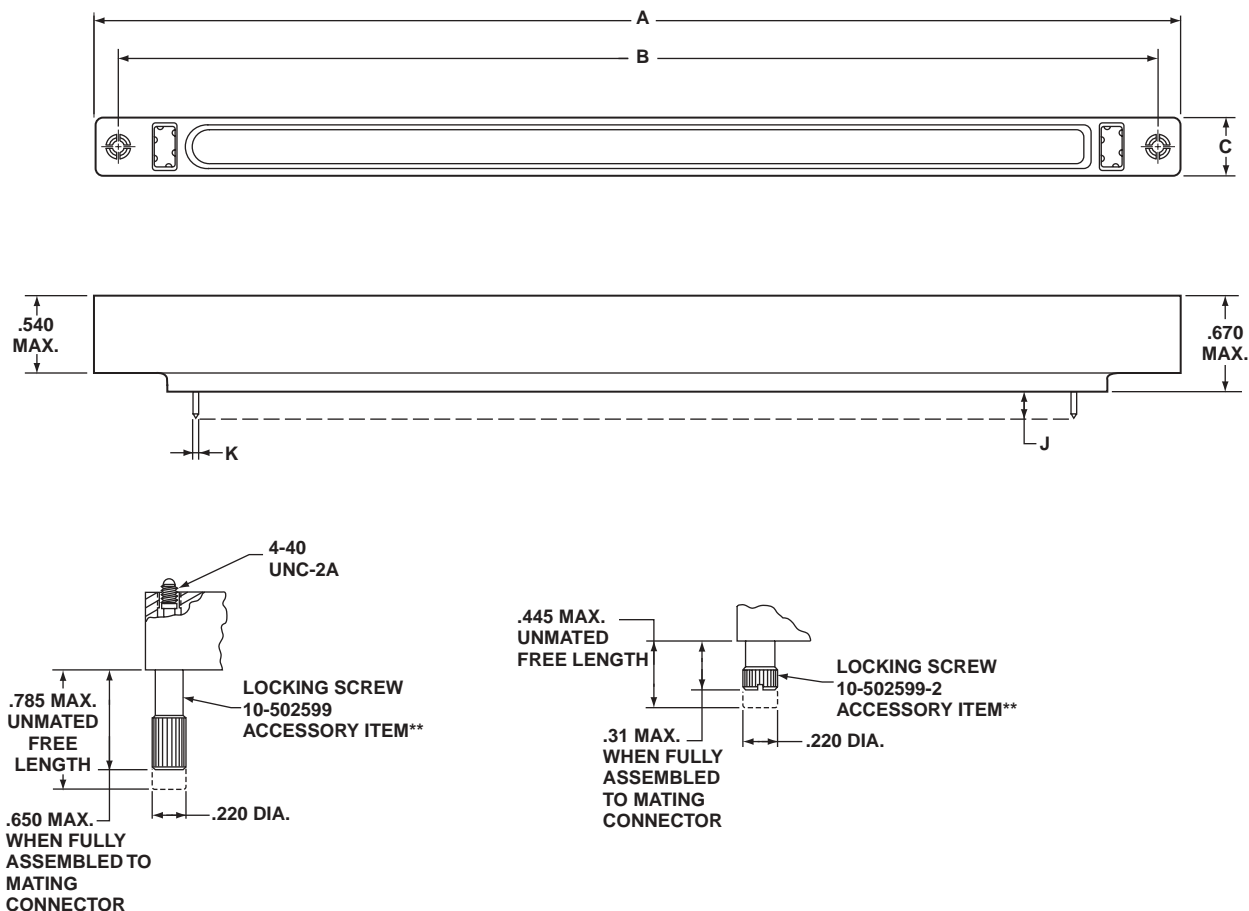 A
B
C
.540
MAX.
.670
MAX.
K
J
4-40
UNC-2A
LOCKING SCREW
10-502599
ACCESSORY ITEM**
.785 MAX.
UNMATED
FREE
LENGTH
.220 DIA.
.650 MAX.
WHEN FULLY
ASSEMBLED TO
MATING
CONNECTOR
.445 MAX.
UNMATED
FREE LENGTH
LOCKING SCREW
10-502599-2
ACCESSORY ITEM**
.220 DIA.
.31 MAX.
WHEN FULLY
ASSEMBLED
TO MATING
CONNECTOR